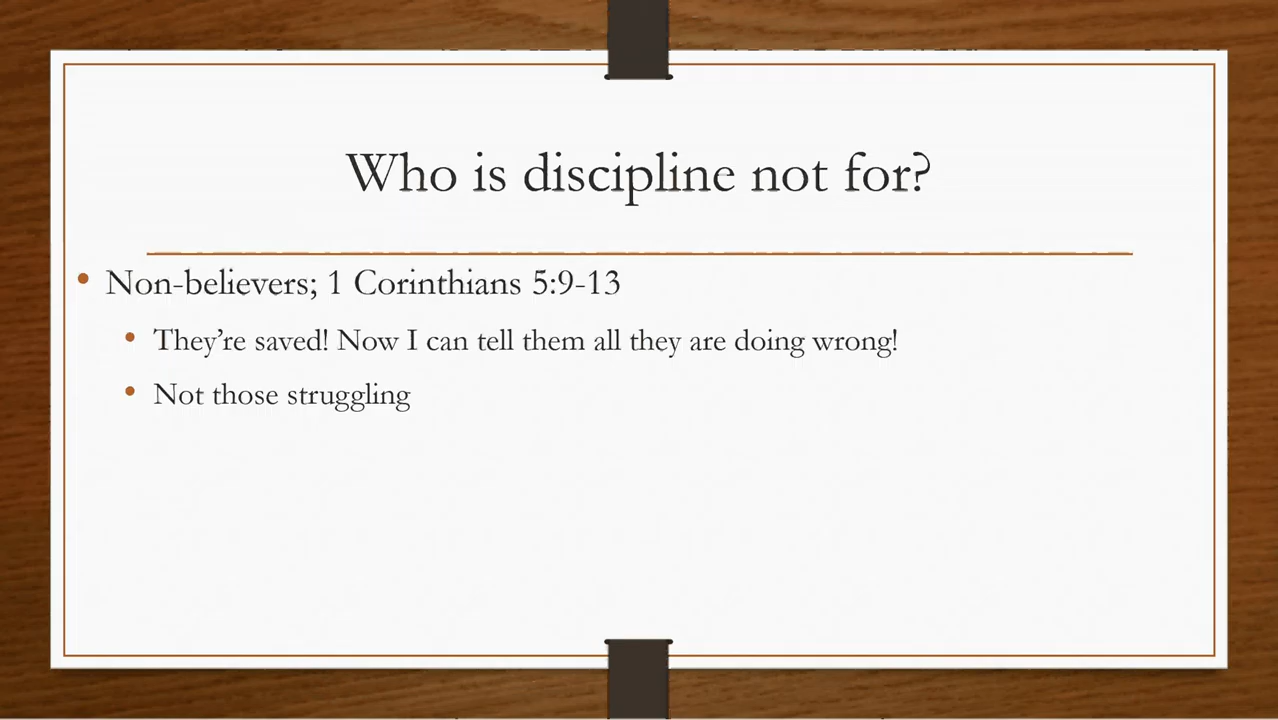 Who is discipline not for?
• Non-believers; 1 Corinthians 5:9-13
• They’re saved! Now I can tell them all they are doing wrong!
• Not those struggling